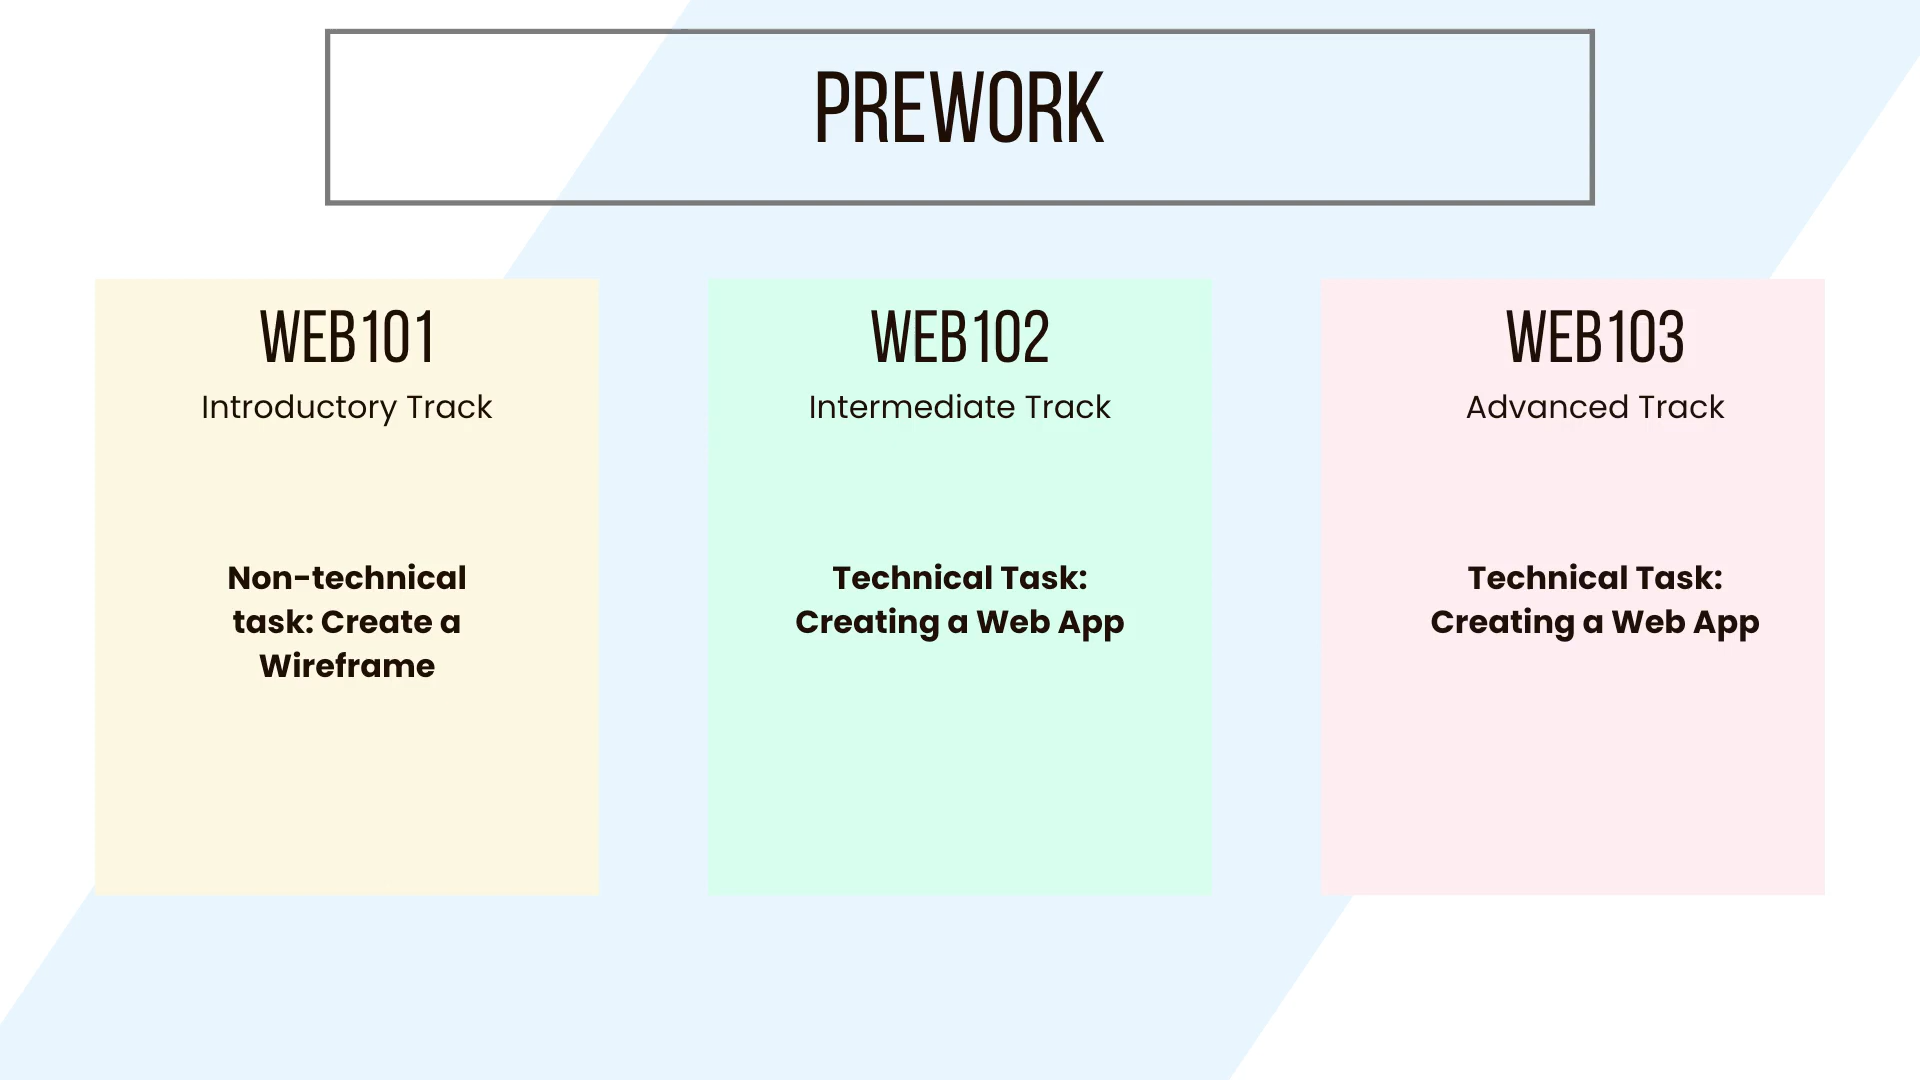 PREWORK
WEB101
Introductory Track
Non-technical
task: Create a
Wireframe
WEB102
Intermediate Track
Technical Task:
Creating a Web App
WEB103
Advanced Track
Technical Task:
Creating a Web App